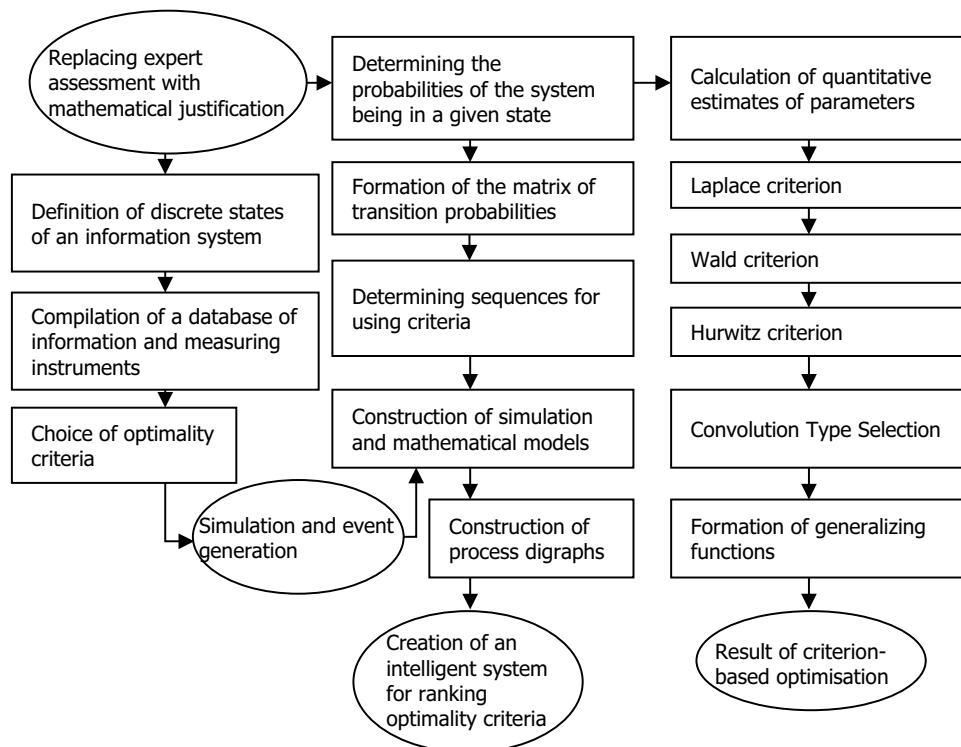 Replacing expert
assessment with
mathematical justification
Definition of discrete states
of an information system
Compilation of a database of
information and measuring
instruments
Choice of optimality
criteria
Simulation and event
generation
Determining the
probabilities of the system
being in a given state
Formation of the matrix of
transition probabilities
Determining sequences for
using criteria
Construction of simulation
and mathematical models
Construction of
process digraphs
Creation of an
intelligent system
for ranking
optimality criteria
Calculation of quantitative
estimates of parameters
Laplace criterion
Wald criterion
Hurwitz criterion
Convolution Type Selection
Formation of generalizing
functions
Result of criterion-
based optimisation